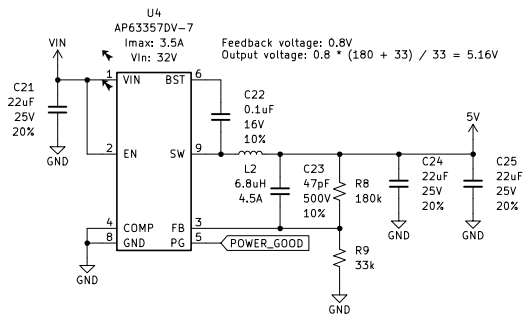 U4
AP63357DV-7
Imax: 3.5A
VIn: 32V
Feedback voltage: 0.8V
Output voltage: 0.8 * (180 + 33) / 33 = 5.16V
VIN
1
VIN
BST
6
C21
22uF
25V
20%
GND
C22
0.1uF
16V
10%
5V
2
EN
SW
9
L2
6.8uH
4.5A
C23
47pF
500V
10%
R8
180k
C24
22uF
25V
20%
GND
C25
22uF
25V
20%
GND
4
COMP
FB
3
8
GND
PG
5
POWER_GOOD
GND
R9
33k
GND